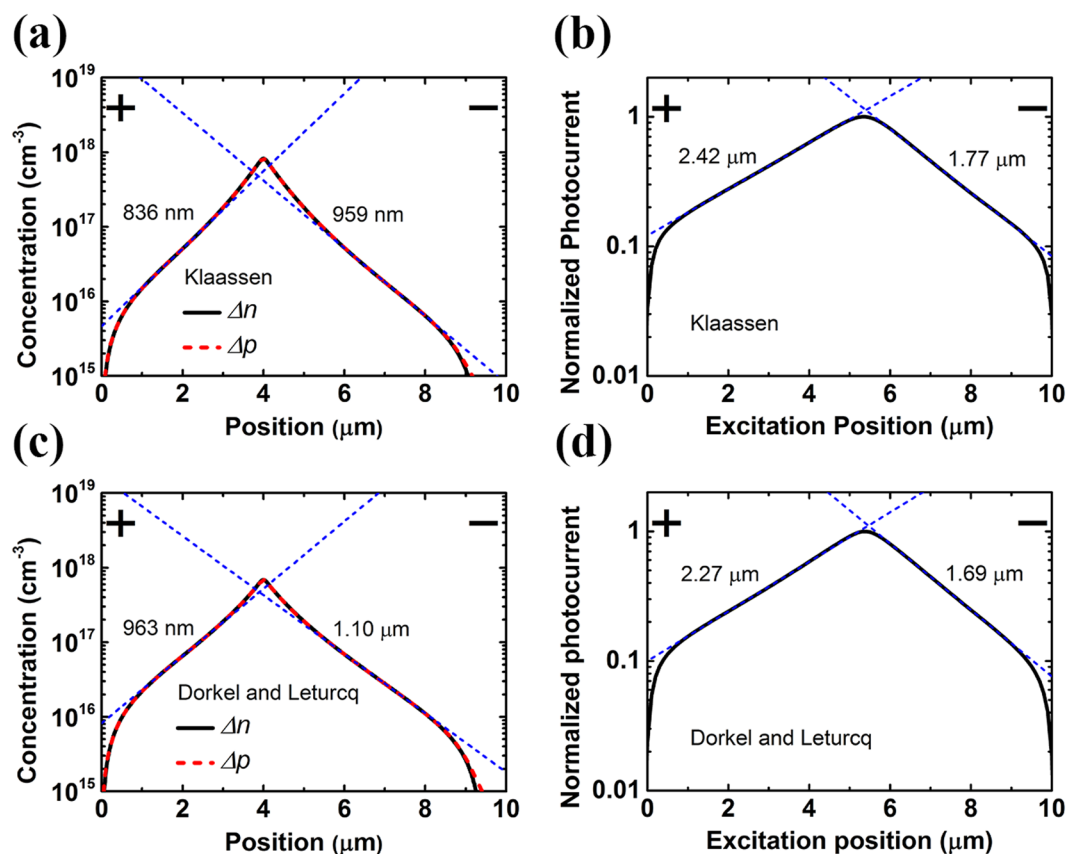 (a)
10^19
10^18
10^17
10^16
10^15
Concentration (cm^-3)
+
−
836 nm
959 nm
Klaassen
Δn
Δp
0 2 4 6 8 10
Position (μm)
(b)
1
0.1
0.01
Normalized Photocurrent
+
−
2.42 μm
1.77 μm
Klaassen
0 2 4 6 8 10
Excitation Position (μm)
(c)
10^19
10^18
10^17
10^16
10^15
Concentration (cm^-3)
+
−
963 nm
1.10 μm
Dorkel and Leturcq
Δn
Δp
0 2 4 6 8 10
Position (μm)
(d)
1
0.1
0.01
Normalized photocurrent
+
−
2.27 μm
1.69 μm
Dorkel and Leturcq
0 2 4 6 8 10
Excitation position (μm)